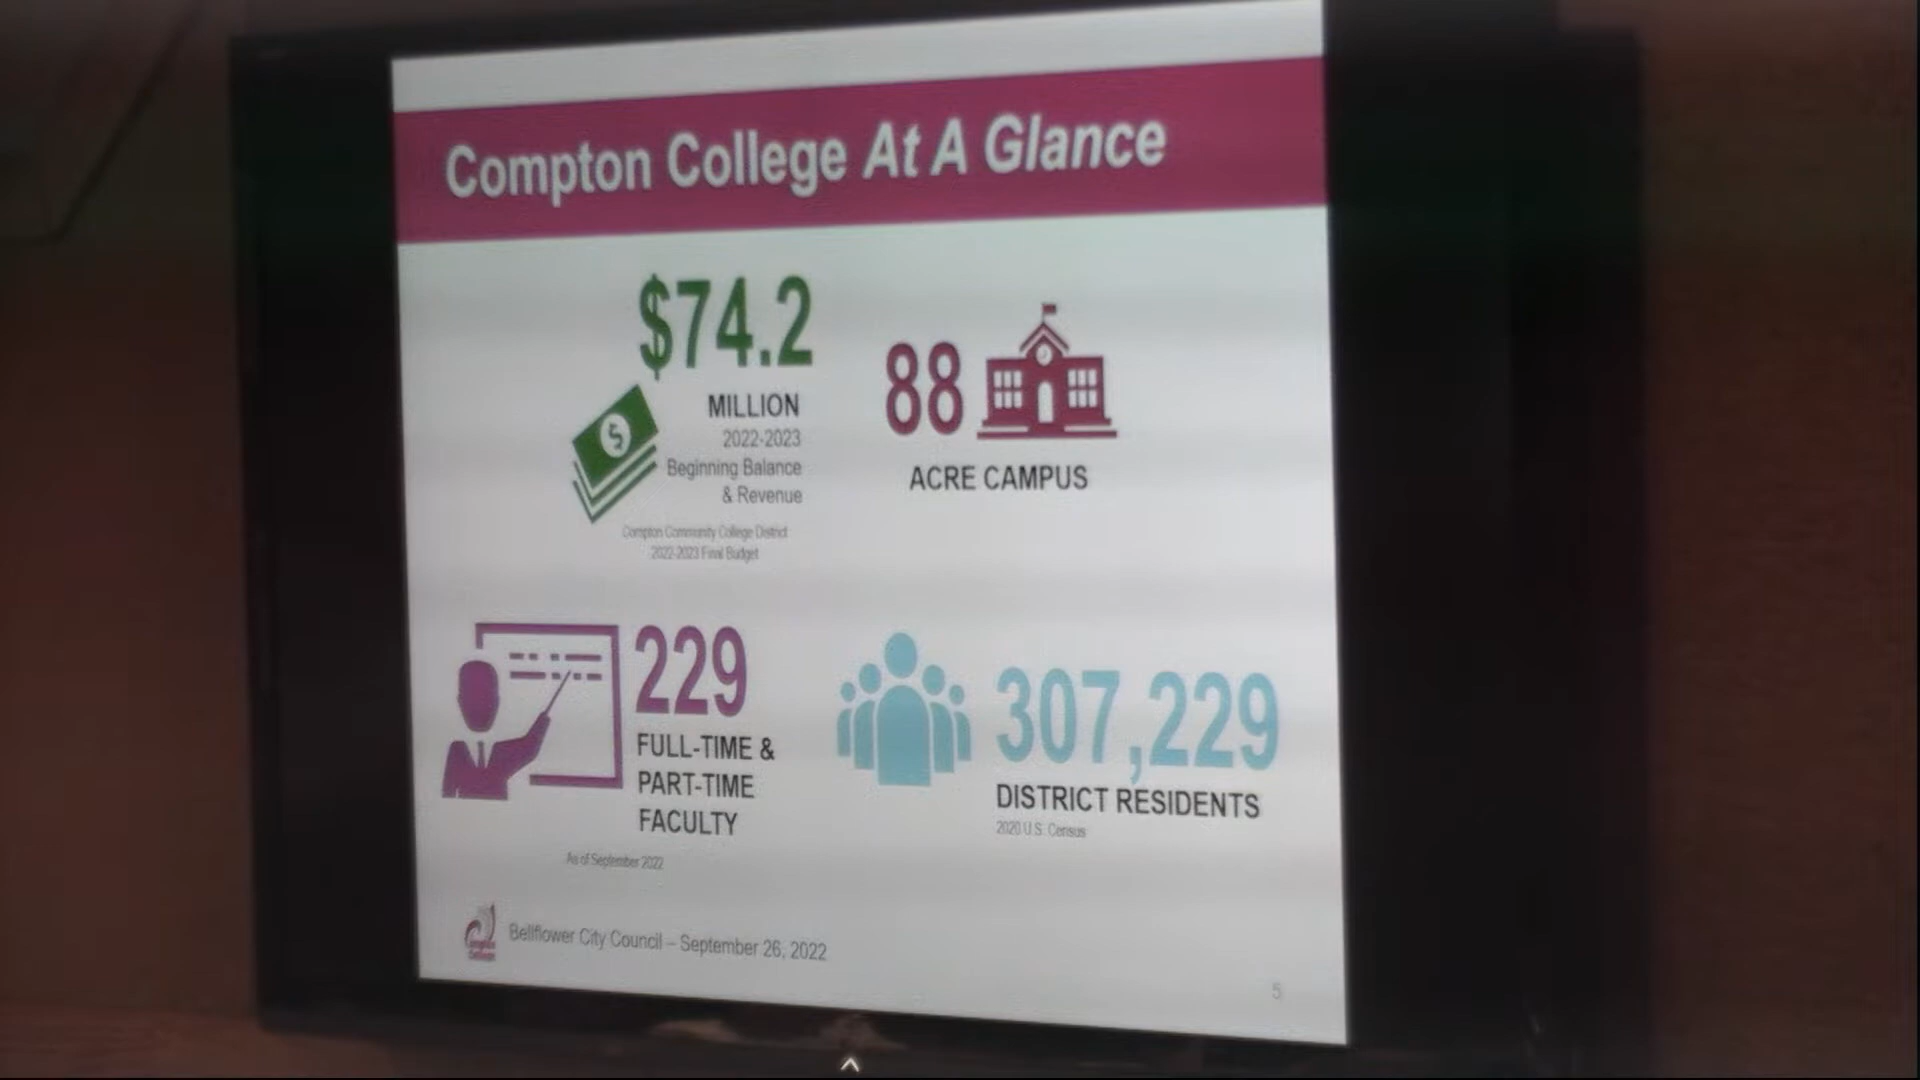 Compton College At A Glance
$74.2
MILLION
2022-2023
Beginning Balance
& Revenue
Compton Community College District
2022-2023 Final Budget
88
ACRE CAMPUS
229
FULL-TIME &
PART-TIME
FACULTY
As of September 2022
307,229
DISTRICT RESIDENTS
2020 U.S. Census
Compton
College
Bellflower City Council – September 26, 2022
5